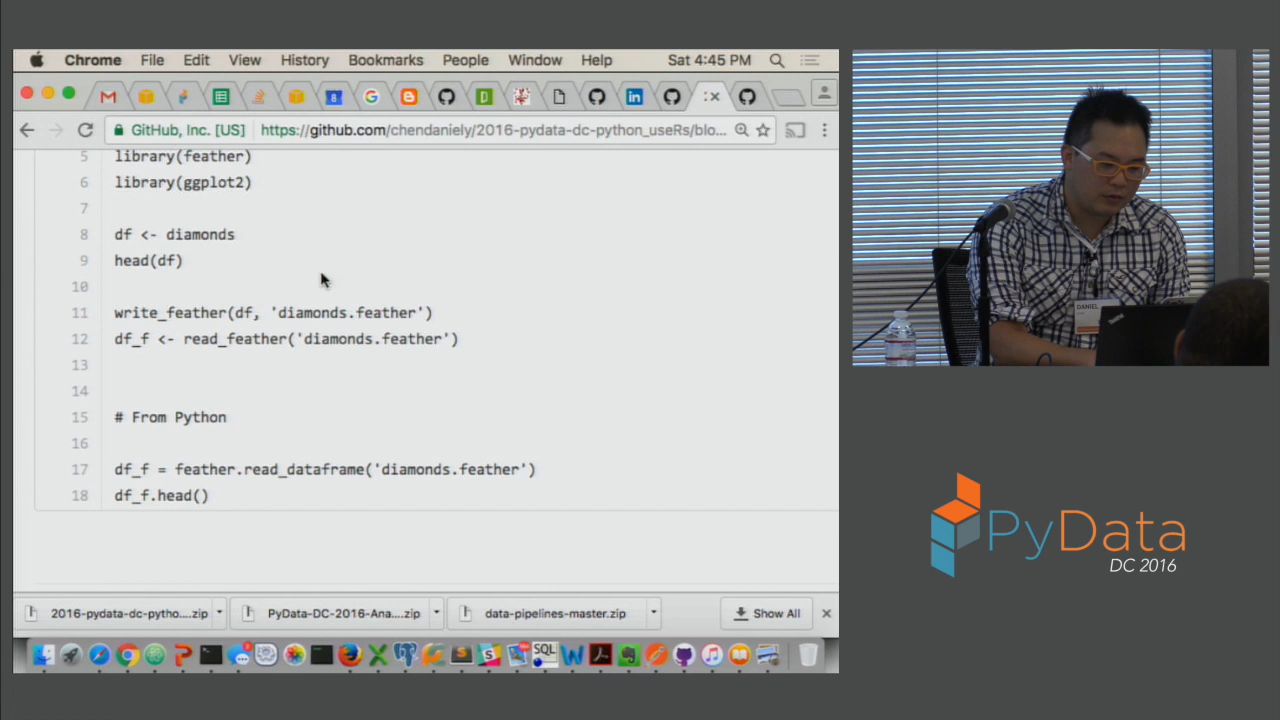 Chrome File Edit View History Bookmarks People Window Help Sat 4:45 PM
GitHub, Inc. [US] https://github.com/chendaniely/2016-pydata-dc-python_useRs/blo...
5 library(feather)
6 library(ggplot2)
7
8 df <- diamonds
9 head(df)
10
11 write_feather(df, 'diamonds.feather')
12 df_f <- read_feather('diamonds.feather')
13
14
15 # From Python
16
17 df_f = feather.read_dataframe('diamonds.feather')
18 df_f.head()
2016-pydata-dc-pytho....zip PyData-DC-2016-Ana....zip data-pipelines-master.zip Show All
SQL
DANIEL
ThinkPad
PyData
DC 2016